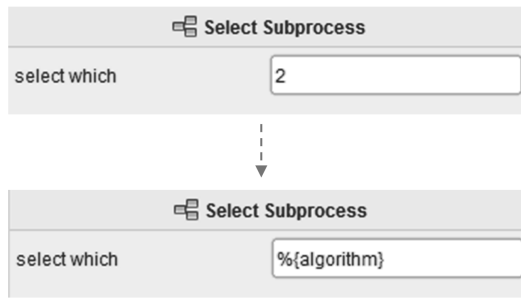 Select Subprocess
select which 2
Select Subprocess
select which %{algorithm}